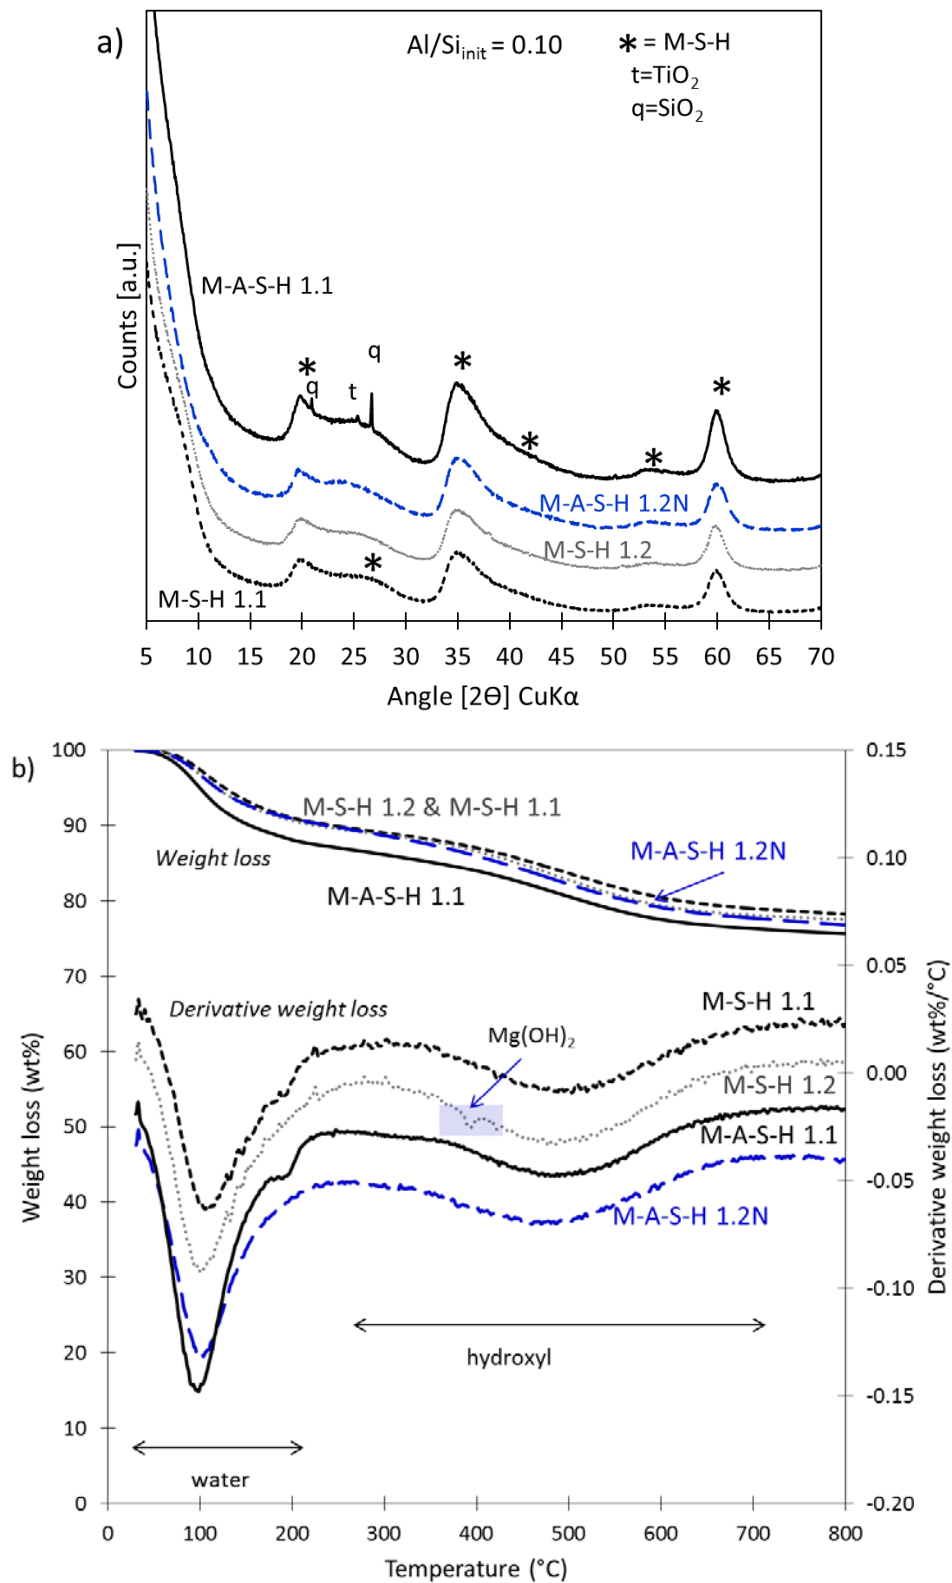 a)
Al/Siinit = 0.10
* = M-S-H
t=TiO2
q=SiO2
Counts [a.u.]
M-A-S-H 1.1
*
q
t
q
*
*
*
*
M-A-S-H 1.2N
M-S-H 1.2
*
M-S-H 1.1
5 10 15 20 25 30 35 40 45 50 55 60 65 70
Angle [2Θ] CuKα
b)
100
90
80
70
60
50
40
30
20
10
0
Weight loss (wt%)
M-S-H 1.2 & M-S-H 1.1
Weight loss
M-A-S-H 1.2N
M-A-S-H 1.1
Derivative weight loss
M-S-H 1.1
Mg(OH)2
M-S-H 1.2
M-A-S-H 1.1
M-A-S-H 1.2N
hydroxyl
water
0.15
0.10
0.05
0.00
-0.05
-0.10
-0.15
-0.20
Derivative weight loss (wt%/°C)
0 100 200 300 400 500 600 700 800
Temperature (°C)